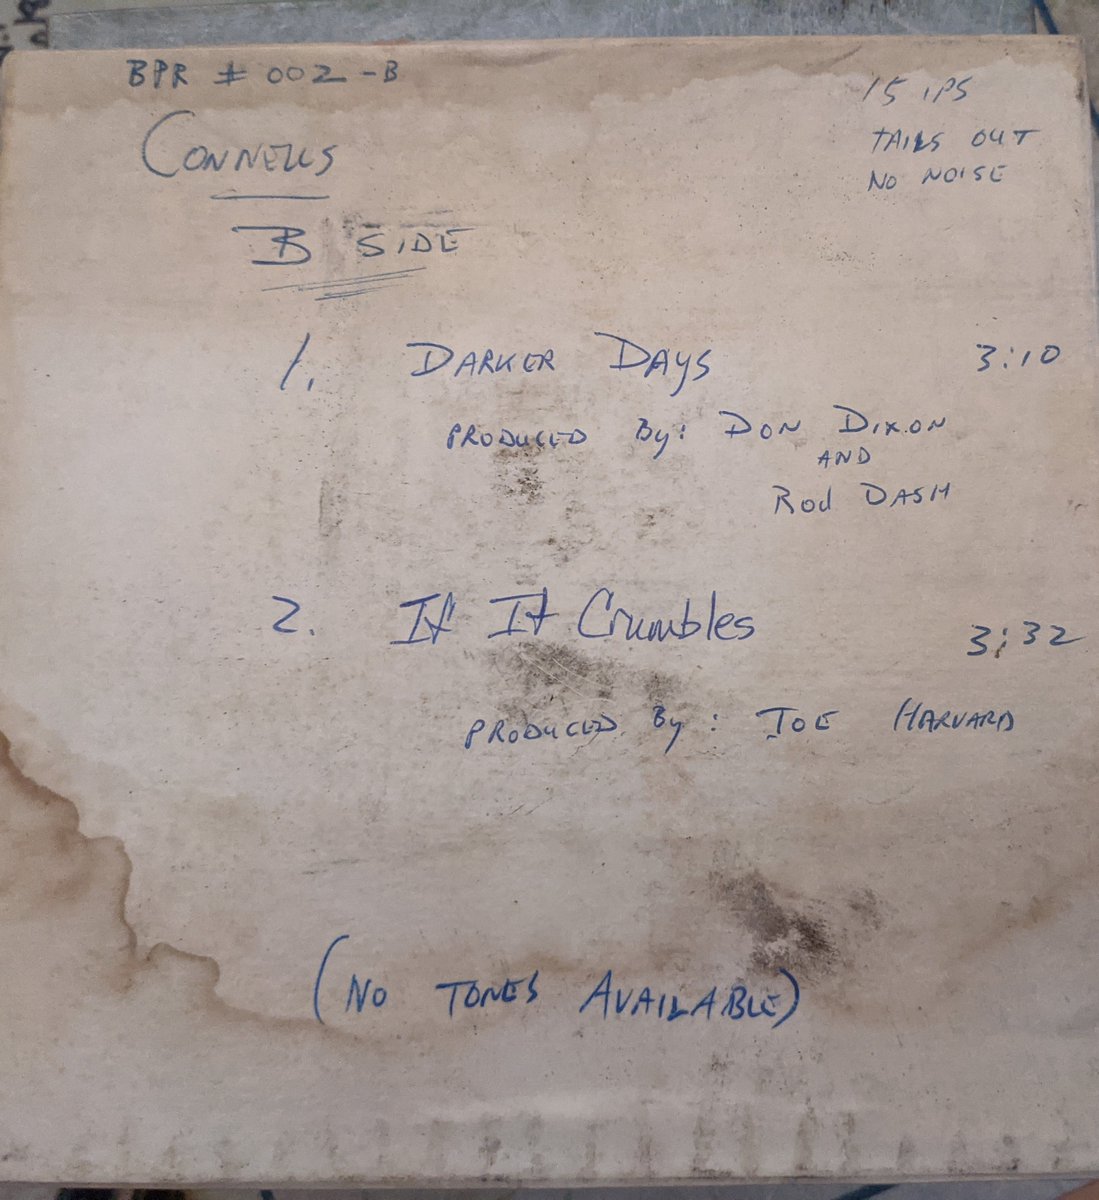 BPR # 002-B
15 IPS
TAILS OUT
NO NOISE
CONNELLS
B SIDE
1. DARKER DAYS 3:10
PRODUCED By: DON DIXON
AND
Rod DASH
2. If It Crumbles 3:32
PRODUCED By: JOE HARVARD
(NO TONES AVAILABLE)